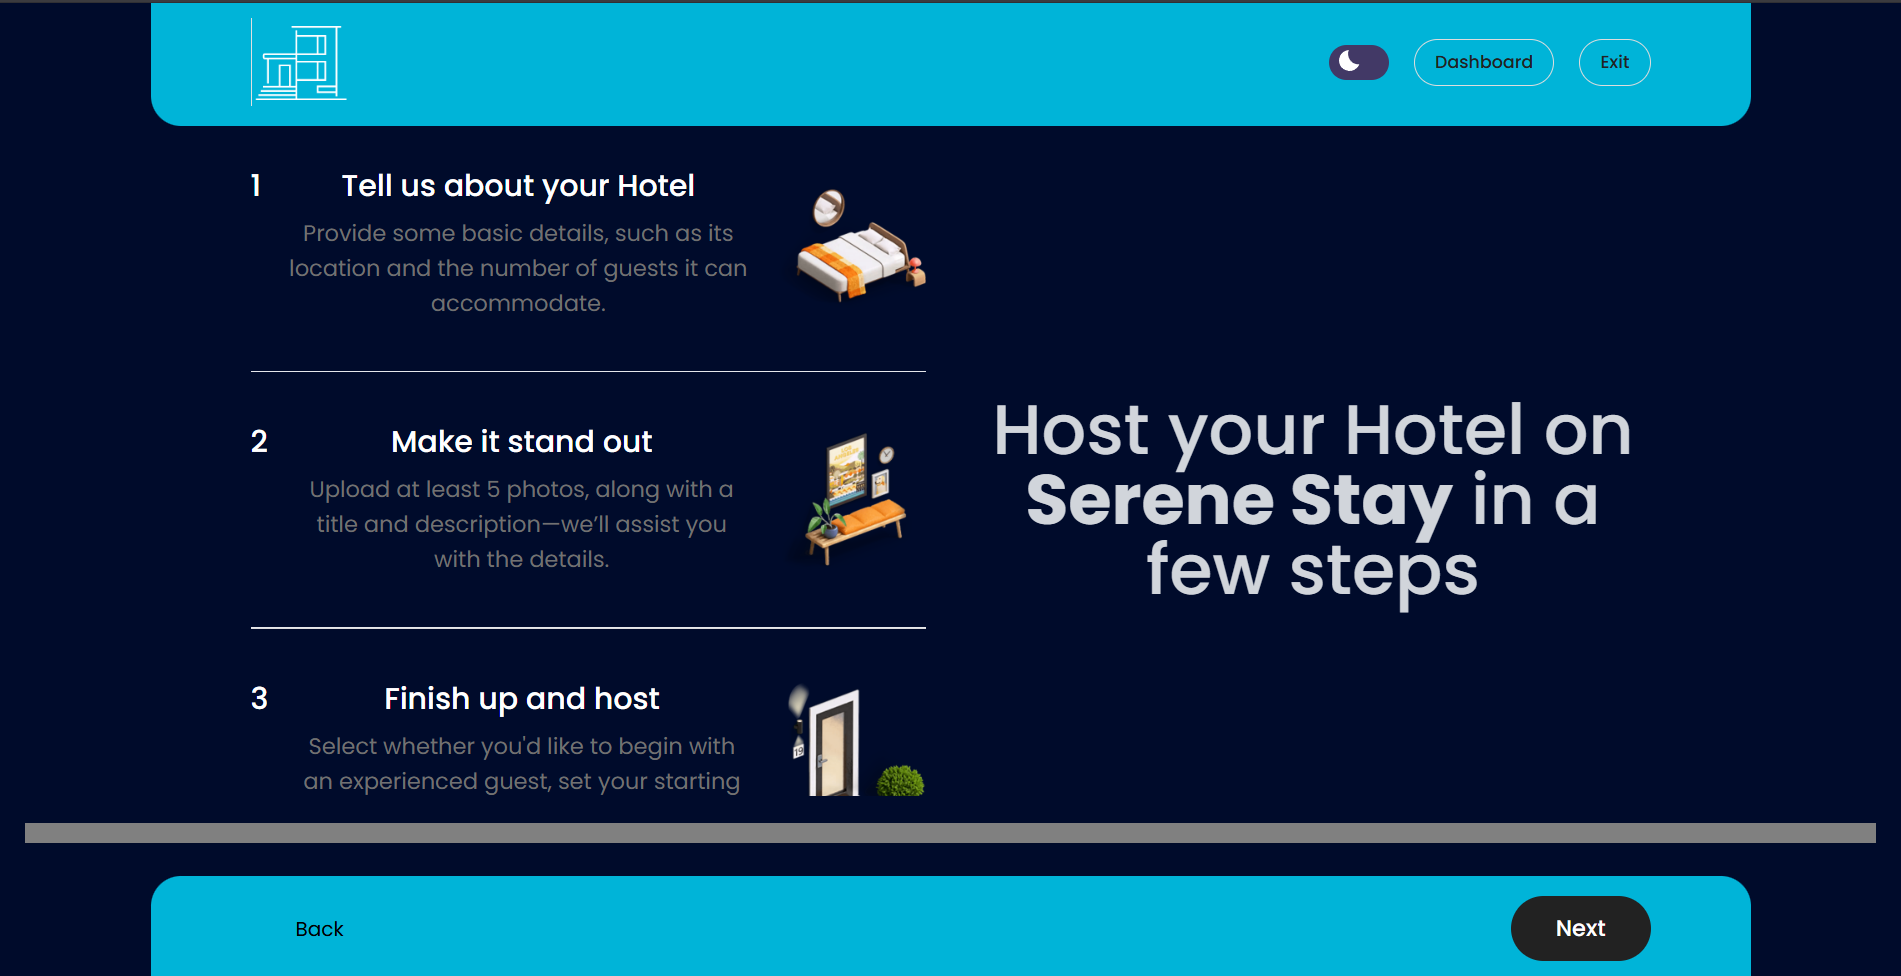 Dashboard
Exit
1
Tell us about your Hotel
Provide some basic details, such as its
location and the number of guests it can
accommodate.
2
Make it stand out
Upload at least 5 photos, along with a
title and description—we’ll assist you
with the details.
3
Finish up and host
Select whether you'd like to begin with
an experienced guest, set your starting
19
Host your Hotel on
Serene Stay in a
few steps
Back
Next